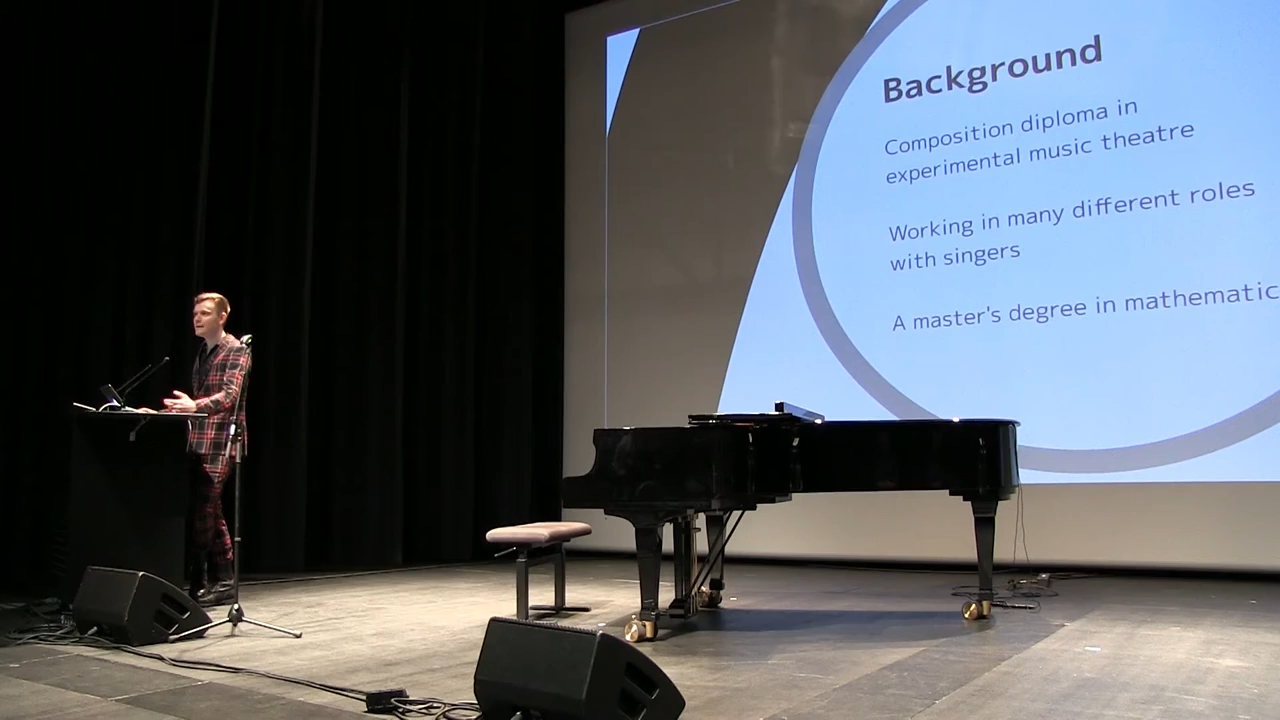 Background
Composition diploma in
experimental music theatre
Working in many different roles
with singers
A master's degree in mathematic